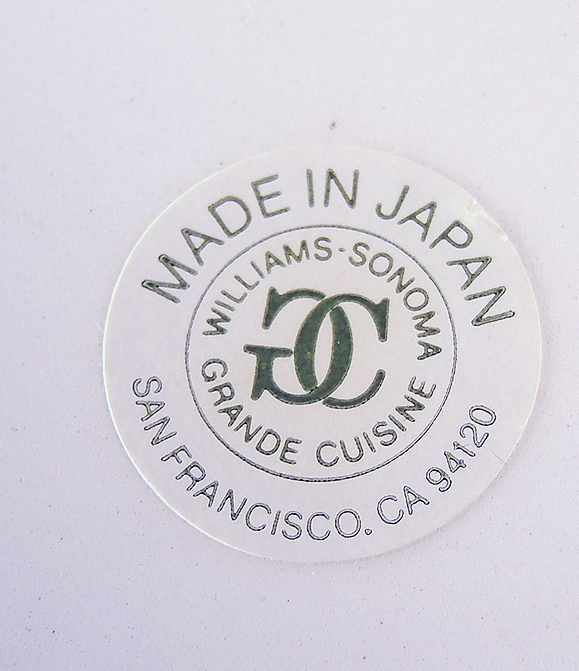 MADE IN JAPAN
WILLIAMS-SONOMA
GC
GRANDE CUISINE
SAN FRANCISCO. CA 94120